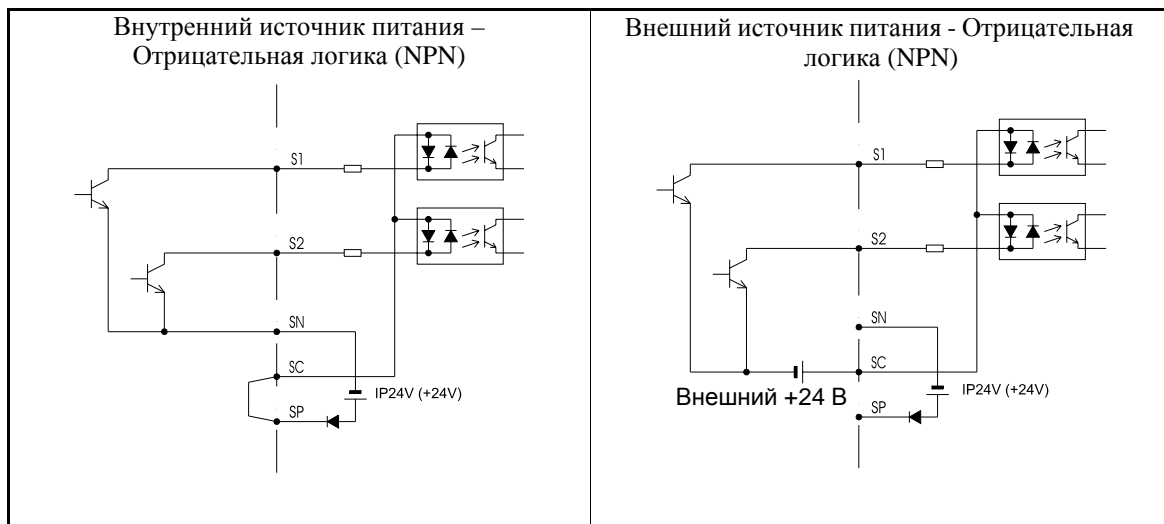 Внутренний источник питания –
Отрицательная логика (NPN)
S1
S2
SN
SC
IP24V (+24V)
SP
Внешний источник питания - Отрицательная
логика (NPN)
S1
S2
SN
SC
Внешний +24 В
IP24V (+24V)
SP